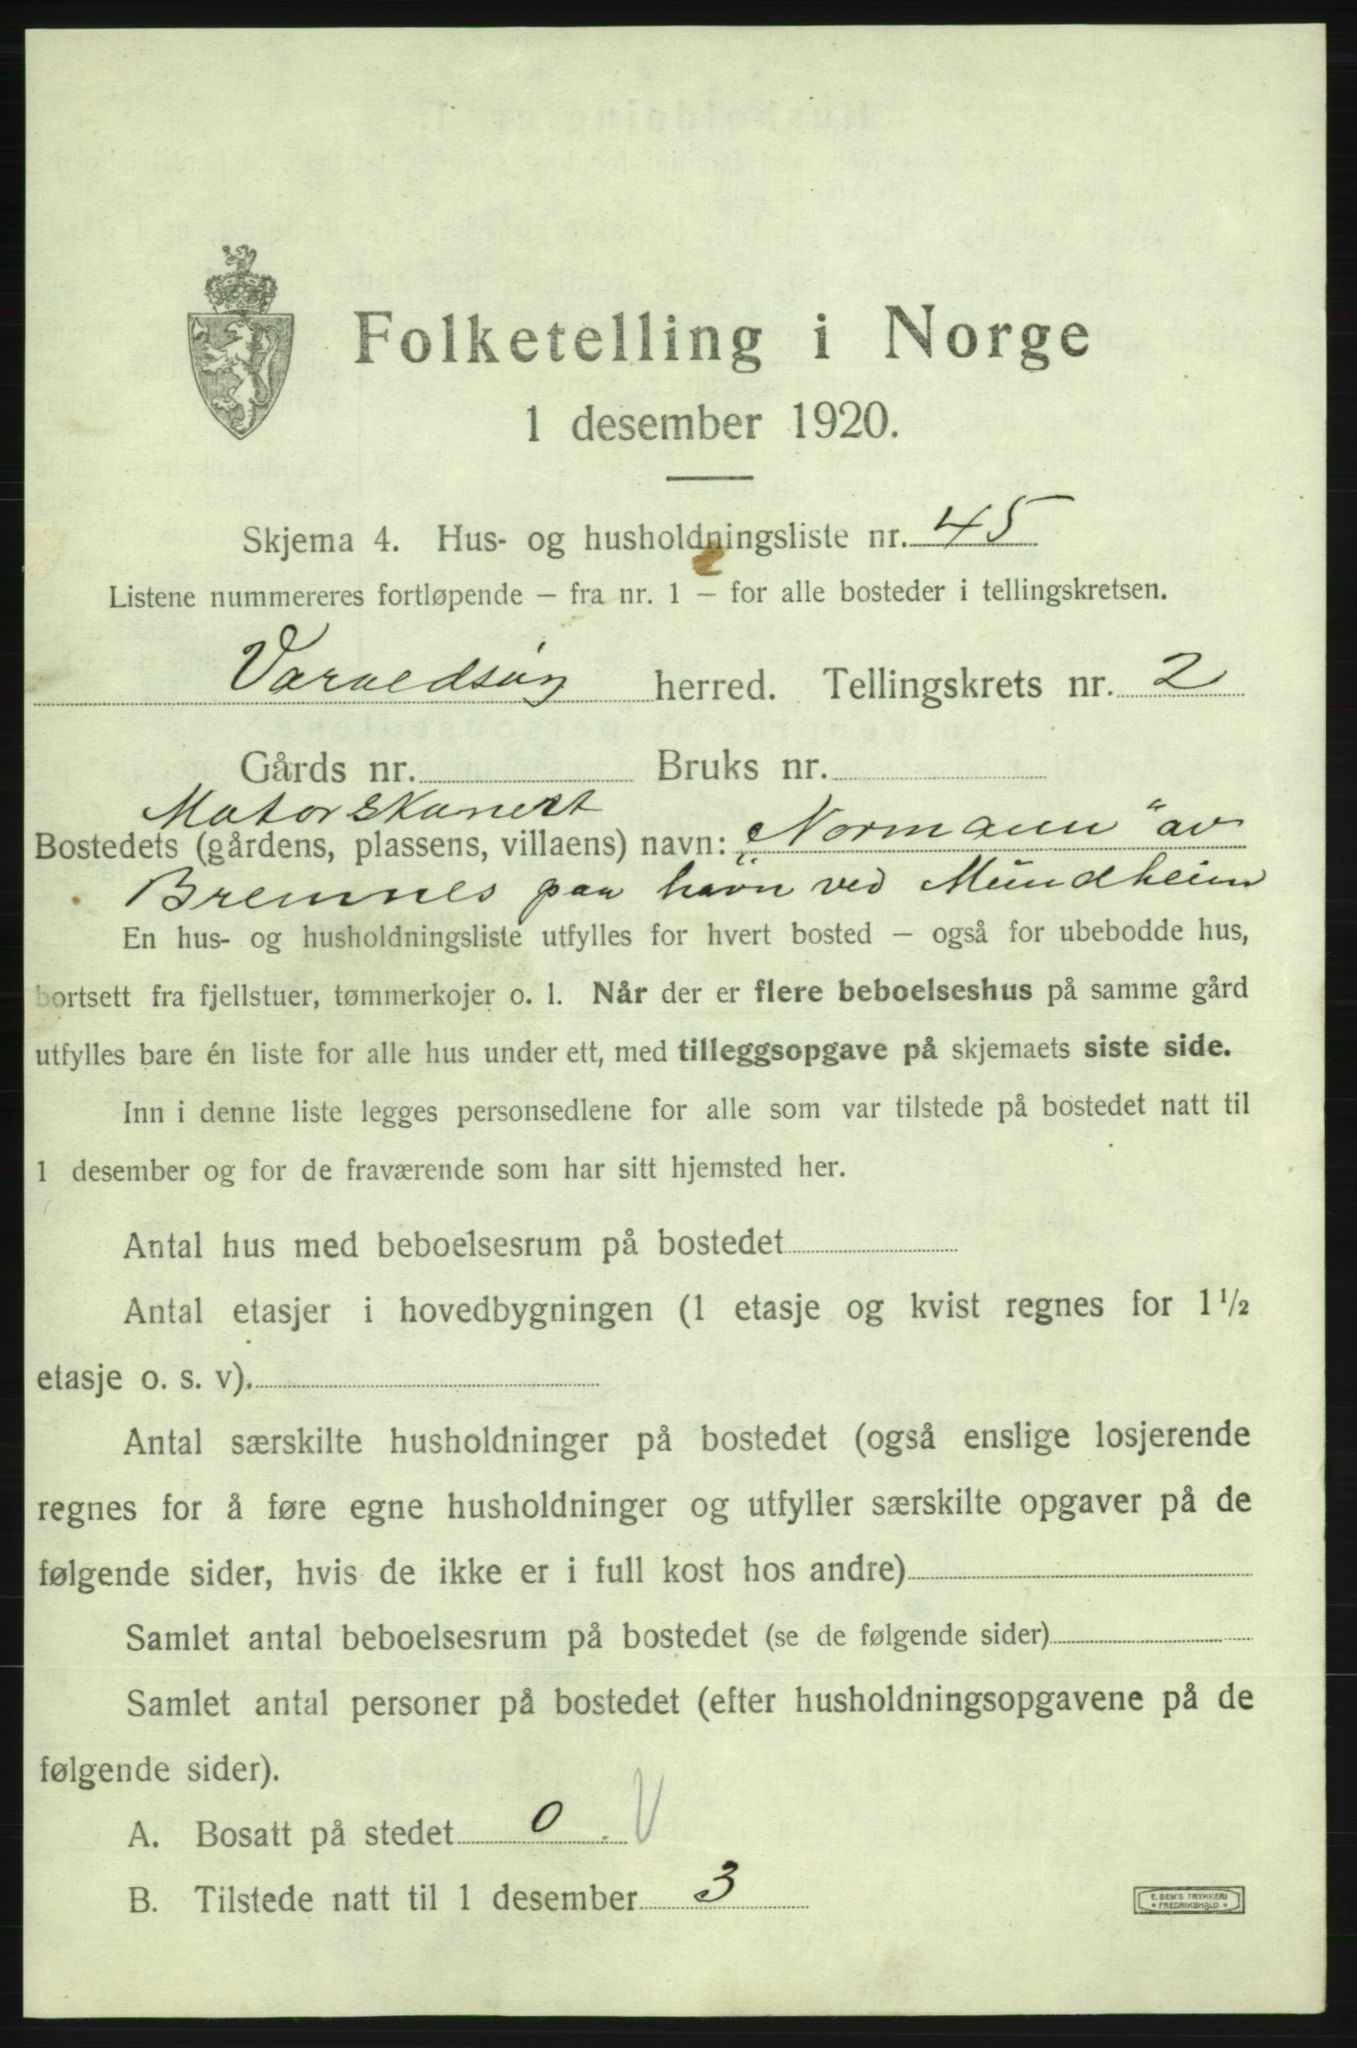 Folketelling i Norge
1 desember 1920.
Skjema 4. Hus- og husholdningsliste nr. 45
Listene nummereres fortløpende – fra nr. 1 – for alle bosteder i tellingskretsen.
Varaldsøy herred. Tellingskrets nr. 2
Gårds nr. Bruks nr.
Motorskonert
Bostedets (gårdens, plassens, villaens) navn: „Normann“ av
Bremnes paa havn ved Mundheim
En hus- og husholdningsliste utfylles for hvert bosted – også for ubebodde hus,
bortsett fra fjellstuer, tømmerkojer o. l. Når der er flere beboelseshus på samme gård
utfylles bare én liste for alle hus under ett, med tilleggsopgave på skjemaets siste side.
Inn i denne liste legges personsedlene for alle som var tilstede på bostedet natt til
1 desember og for de fraværende som har sitt hjemsted her.
Antal hus med beboelsesrum på bostedet
Antal etasjer i hovedbygningen (1 etasje og kvist regnes for 1 1/2
etasje o. s. v).
Antal særskilte husholdninger på bostedet (også enslige losjerende
regnes for å føre egne husholdninger og utfyller særskilte opgaver på de
følgende sider, hvis de ikke er i full kost hos andre)
Samlet antal beboelsesrum på bostedet (se de følgende sider)
Samlet antal personer på bostedet (efter husholdningsopgavene på de
følgende sider).
A. Bosatt på stedet 0 . V
B. Tilstede natt til 1 desember 3
E. SEM'S TRYKKERI
* FREDRIKSHALD *